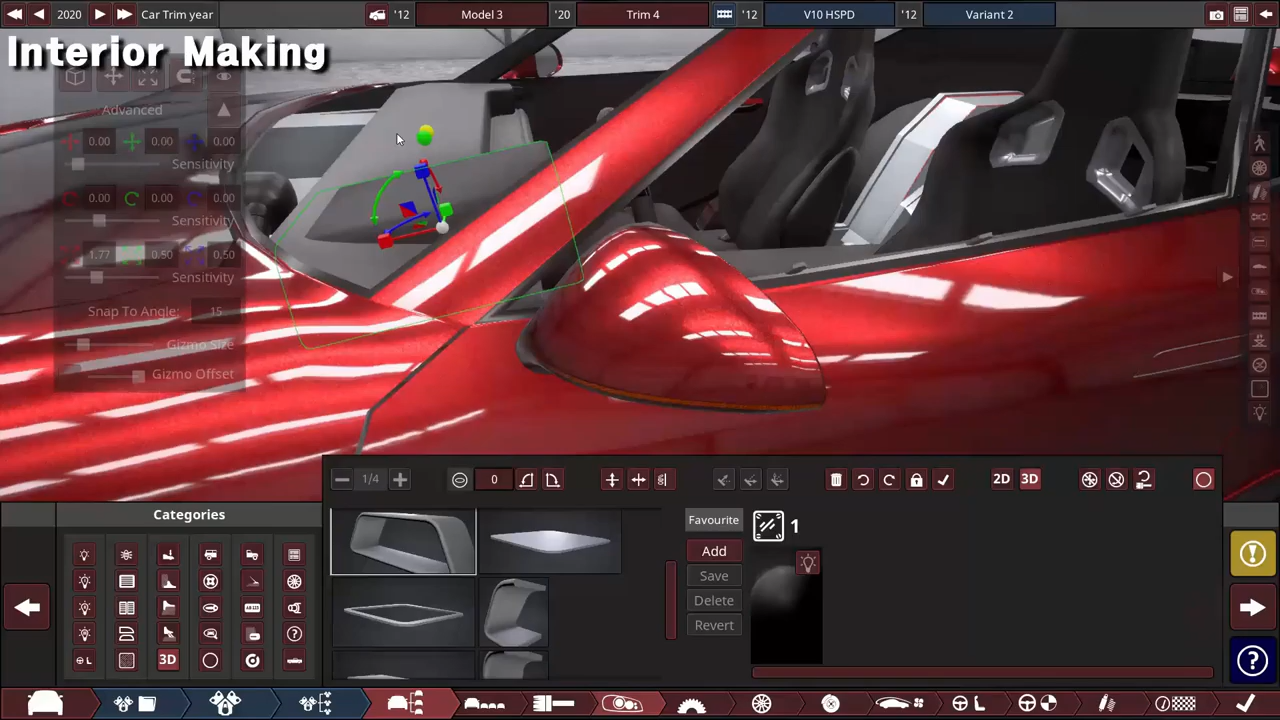 2020 Car Trim year '12 Model 3 '20 Trim 4 '12 V10 HSPD '12 Variant 2
Interior Making
Advanced
0.00 0.00 0.00
Sensitivity
0.00 0.00 0.00
Sensitivity
1.77 0.50 0.50
Sensitivity
Snap To Angle: 15
Gizmo Size
Gizmo Offset
1/4 0 2D 3D
Categories
3D
Favourite
Add
Save
Delete
Revert
1